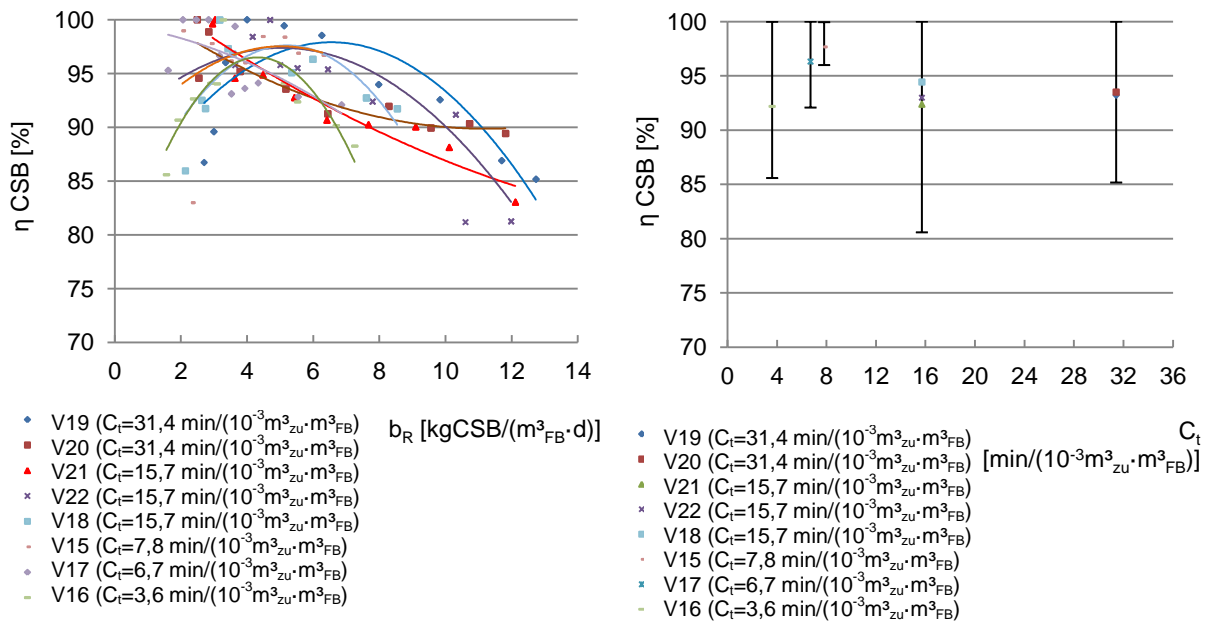 η CSB [%]
100
95
90
85
80
75
70
0 2 4 6 8 10 12 14
b_R [kgCSB/(m³_FB·d)]
V19 (C_t=31,4 min/(10⁻³m³_zu·m³_FB)
V20 (C_t=31,4 min/(10⁻³m³_zu·m³_FB)
V21 (C_t=15,7 min/(10⁻³m³_zu·m³_FB)
V22 (C_t=15,7 min/(10⁻³m³_zu·m³_FB)
V18 (C_t=15,7 min/(10⁻³m³_zu·m³_FB)
V15 (C_t=7,8 min/(10⁻³m³_zu·m³_FB)
V17 (C_t=6,7 min/(10⁻³m³_zu·m³_FB)
V16 (C_t=3,6 min/(10⁻³m³_zu·m³_FB)
η CSB [%]
100
95
90
85
80
75
70
0 4 8 12 16 20 24 28 32 36
C_t
[min/(10⁻³m³_zu·m³_FB)]
V19 (C_t=31,4 min/(10⁻³m³_zu·m³_FB)
V20 (C_t=31,4 min/(10⁻³m³_zu·m³_FB)
V21 (C_t=15,7 min/(10⁻³m³_zu·m³_FB)
V22 (C_t=15,7 min/(10⁻³m³_zu·m³_FB)
V18 (C_t=15,7 min/(10⁻³m³_zu·m³_FB)
V15 (C_t=7,8 min/(10⁻³m³_zu·m³_FB)
V17 (C_t=6,7 min/(10⁻³m³_zu·m³_FB)
V16 (C_t=3,6 min/(10⁻³m³_zu·m³_FB)